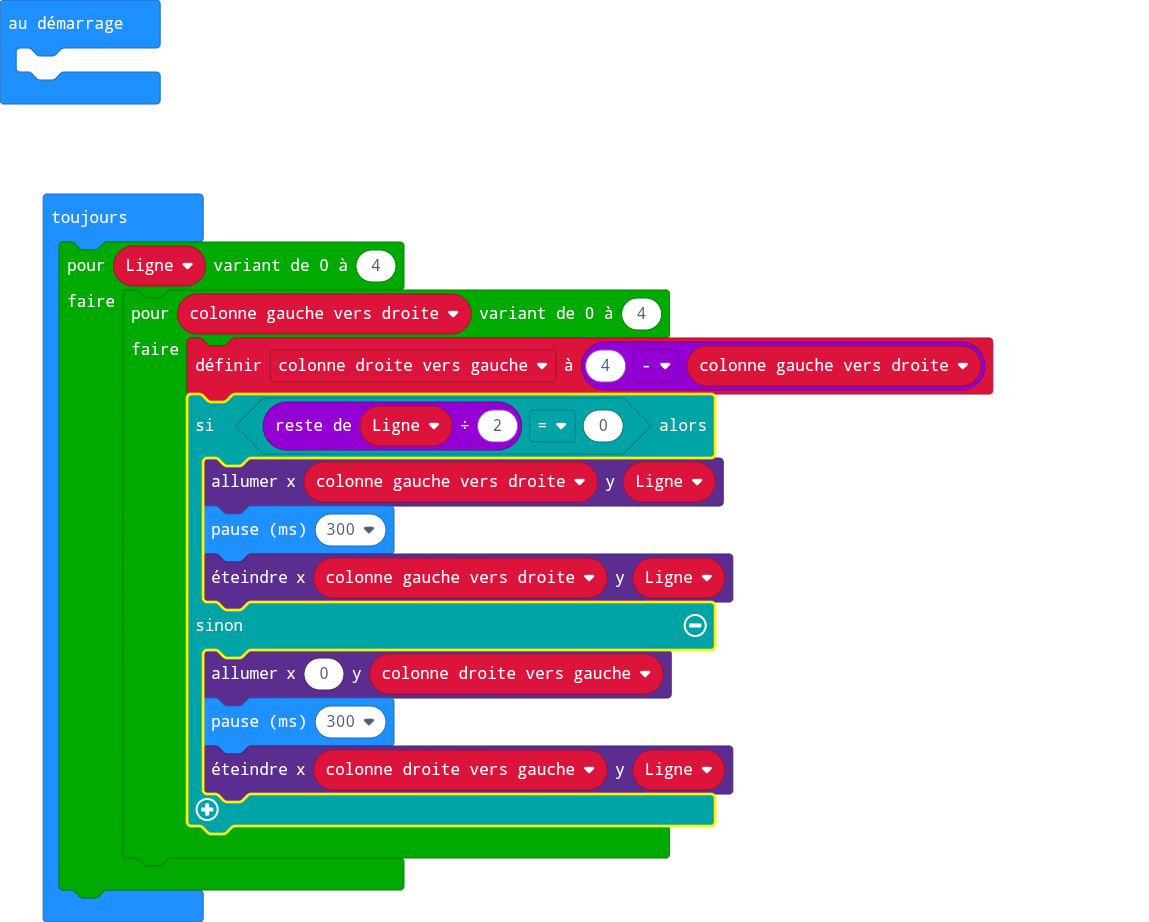 au démarrage
toujours
pour Ligne variant de 0 à 4
faire
pour colonne gauche vers droite variant de 0 à 4
faire
définir colonne droite vers gauche à 4 - colonne gauche vers droite
si reste de Ligne ÷ 2 = 0 alors
allumer x colonne gauche vers droite y Ligne
pause (ms) 300
éteindre x colonne gauche vers droite y Ligne
sinon
allumer x 0 y colonne droite vers gauche
pause (ms) 300
éteindre x colonne droite vers gauche y Ligne